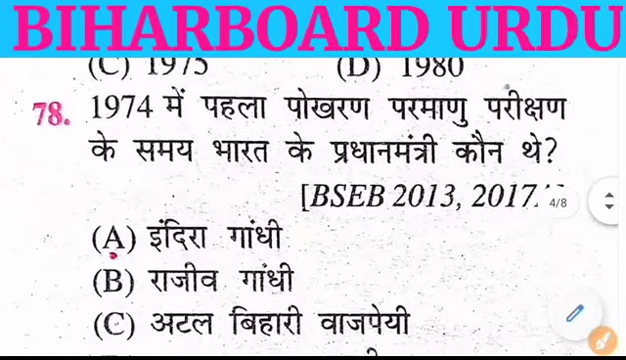 BIHARBOARD URDU
(C) 1975 (D) 1980
78. 1974 में पहला पोखरण परमाणु परीक्षण
के समय भारत के प्रधानमंत्री कौन थे?
[BSEB 2013, 2017
4/8
(A) इंदिरा गांधी
(B) राजीव गांधी
(C) अटल बिहारी वाजपेयी